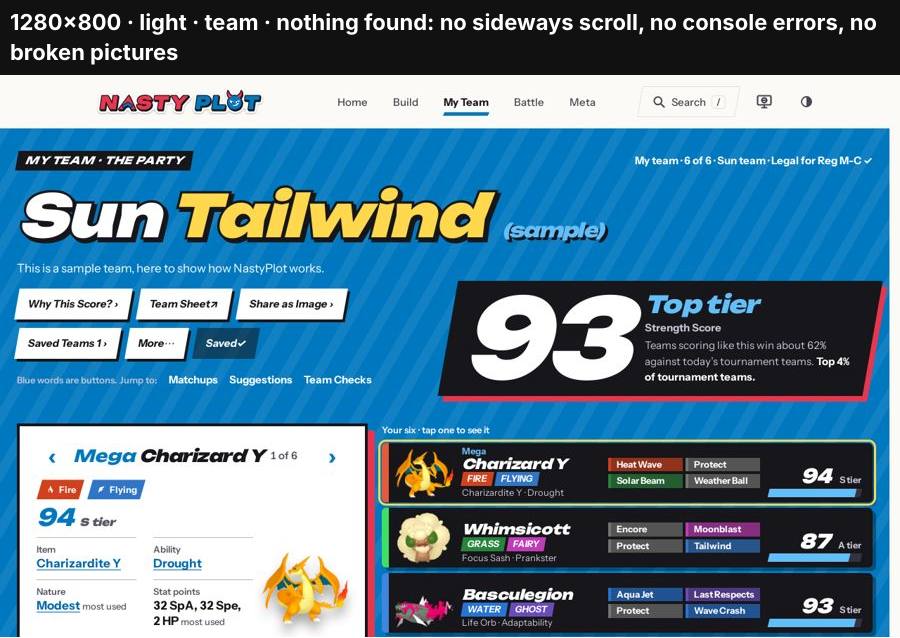 1280×800 · light · team · nothing found: no sideways scroll, no console errors, no
broken pictures
NASTY PLOT
Home Build My Team Battle Meta Search /
MY TEAM · THE PARTY
My team · 6 of 6 · Sun team · Legal for Reg M-C ✓
Sun Tailwind (sample)
This is a sample team, here to show how NastyPlot works.
Why This Score? › Team Sheet↗ Share as Image ›
Saved Teams 1 › More··· Saved✓
Blue words are buttons. Jump to: Matchups Suggestions Team Checks
93
Top tier
Strength Score
Teams scoring like this win about 62%
against today's tournament teams. Top 4%
of tournament teams.
‹ Mega Charizard Y 1 of 6 ›
Fire Flying
94 S tier
Item Ability
Charizardite Y Drought
Nature Stat points
Modest most used 32 SpA, 32 Spe,
2 HP most used
Your six · tap one to see it
Mega
Charizard Y
FIRE FLYING
Charizardite Y · Drought
Heat Wave Protect
Solar Beam Weather Ball
94 S tier
Whimsicott
GRASS FAIRY
Focus Sash · Prankster
Encore Moonblast
Protect Tailwind
87 A tier
Basculegion
WATER GHOST
Life Orb · Adaptability
Aqua Jet Last Respects
Protect Wave Crash
93 S tier